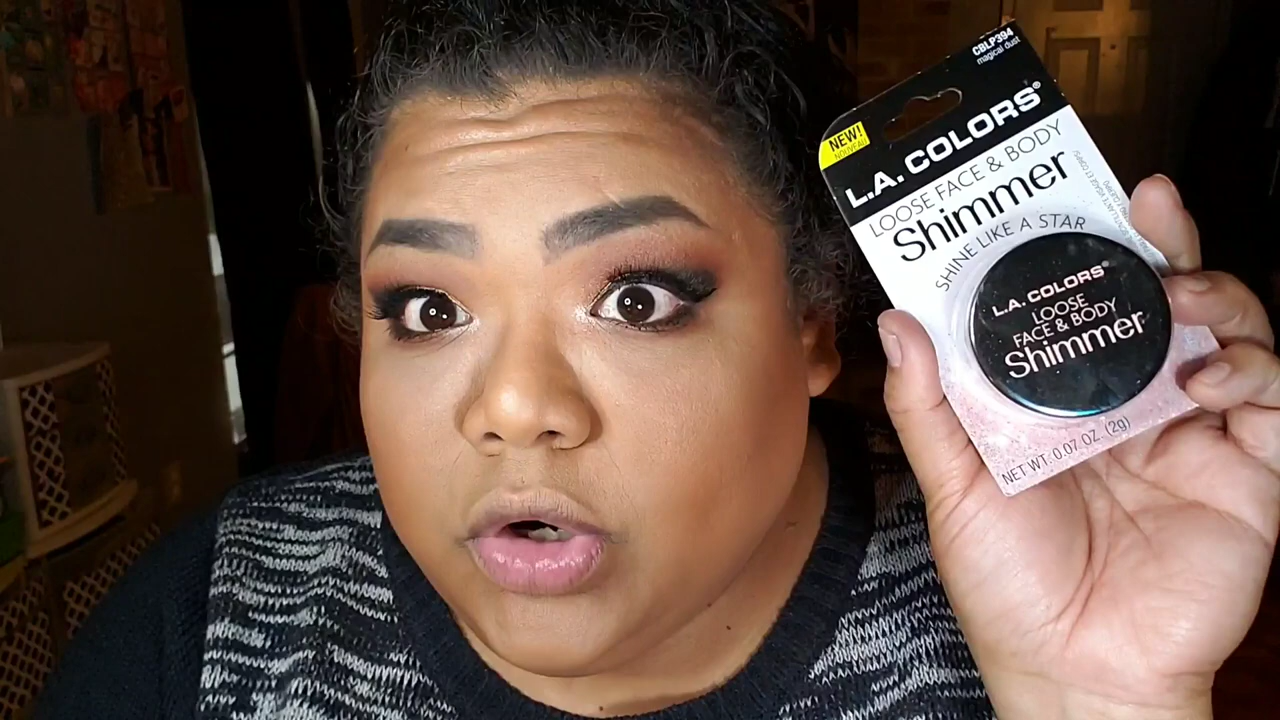 CBLP394
magical dust
NEW!
NOUVEAU!
L.A. COLORS®
LOOSE FACE & BODY
Shimmer
SHINE LIKE A STAR
L.A. COLORS®
LOOSE
FACE & BODY
Shimmer
NET WT. 0.07 OZ. (2g)